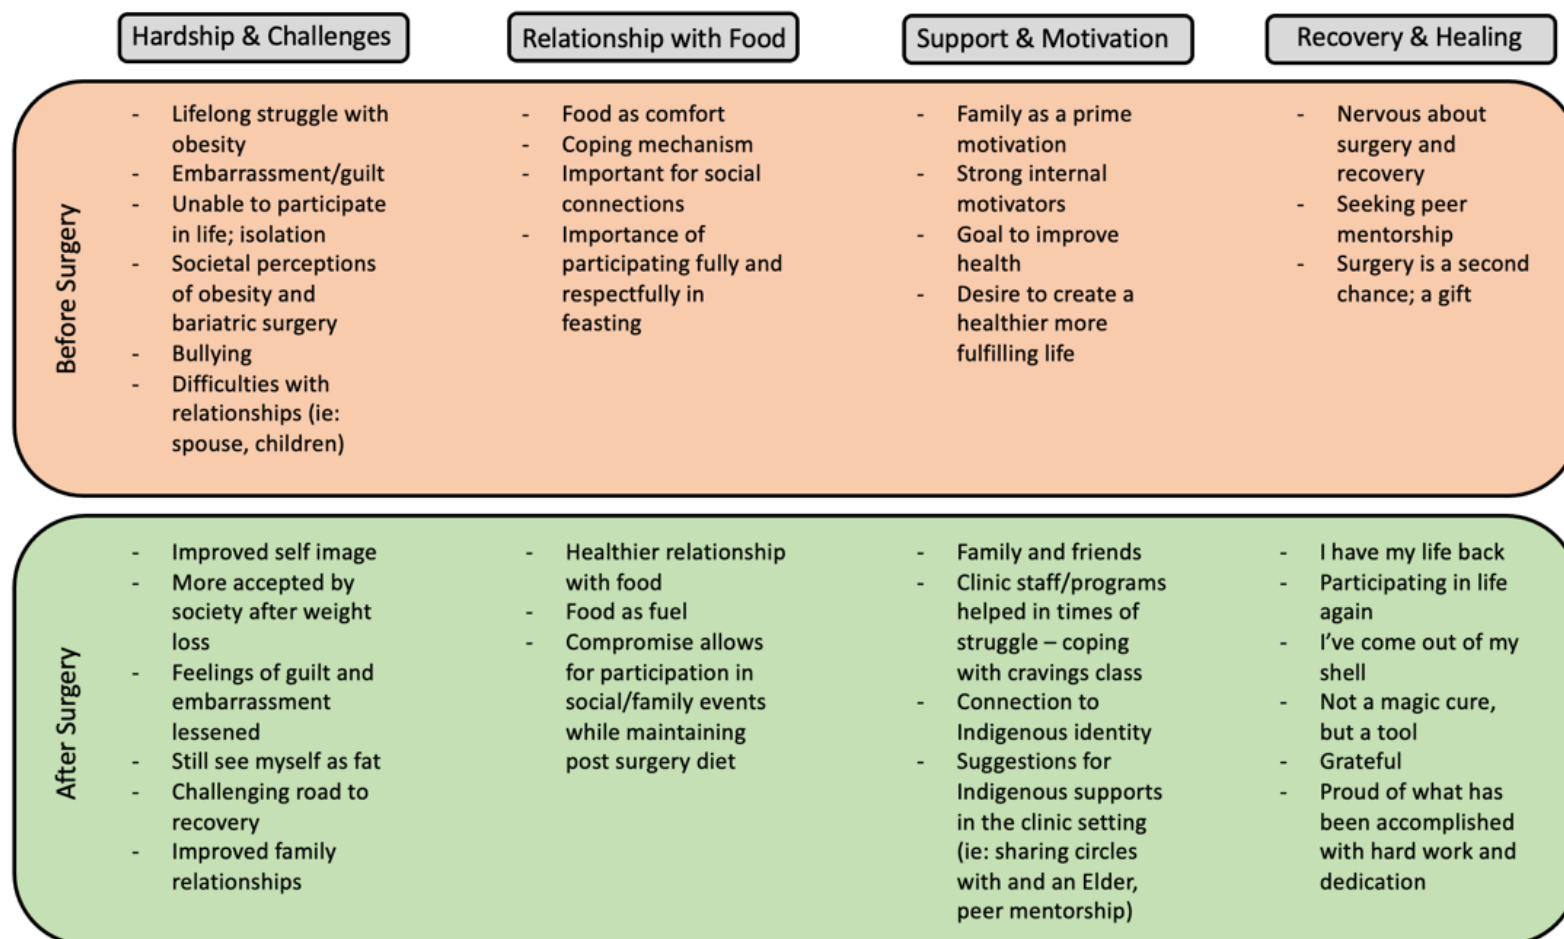 Hardship & Challenges
Relationship with Food
Support & Motivation
Recovery & Healing
Before Surgery
- Lifelong struggle with
obesity
- Embarrassment/guilt
- Unable to participate
in life; isolation
- Societal perceptions
of obesity and
bariatric surgery
- Bullying
- Difficulties with
relationships (ie:
spouse, children)
- Food as comfort
- Coping mechanism
- Important for social
connections
- Importance of
participating fully and
respectfully in
feasting
- Family as a prime
motivation
- Strong internal
motivators
- Goal to improve
health
- Desire to create a
healthier more
fulfilling life
- Nervous about
surgery and
recovery
- Seeking peer
mentorship
- Surgery is a second
chance; a gift
After Surgery
- Improved self image
- More accepted by
society after weight
loss
- Feelings of guilt and
embarrassment
lessened
- Still see myself as fat
- Challenging road to
recovery
- Improved family
relationships
- Healthier relationship
with food
- Food as fuel
- Compromise allows
for participation in
social/family events
while maintaining
post surgery diet
- Family and friends
- Clinic staff/programs
helped in times of
struggle – coping
with cravings class
- Connection to
Indigenous identity
- Suggestions for
Indigenous supports
in the clinic setting
(ie: sharing circles
with and an Elder,
peer mentorship)
- I have my life back
- Participating in life
again
- I've come out of my
shell
- Not a magic cure,
but a tool
- Grateful
- Proud of what has
been accomplished
with hard work and
dedication